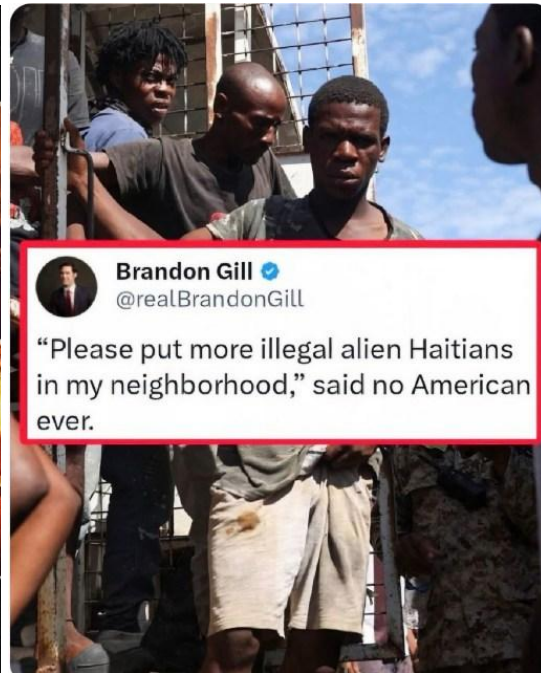 Brandon Gill
@realBrandonGill
“Please put more illegal alien Haitians
in my neighborhood,” said no American
ever.